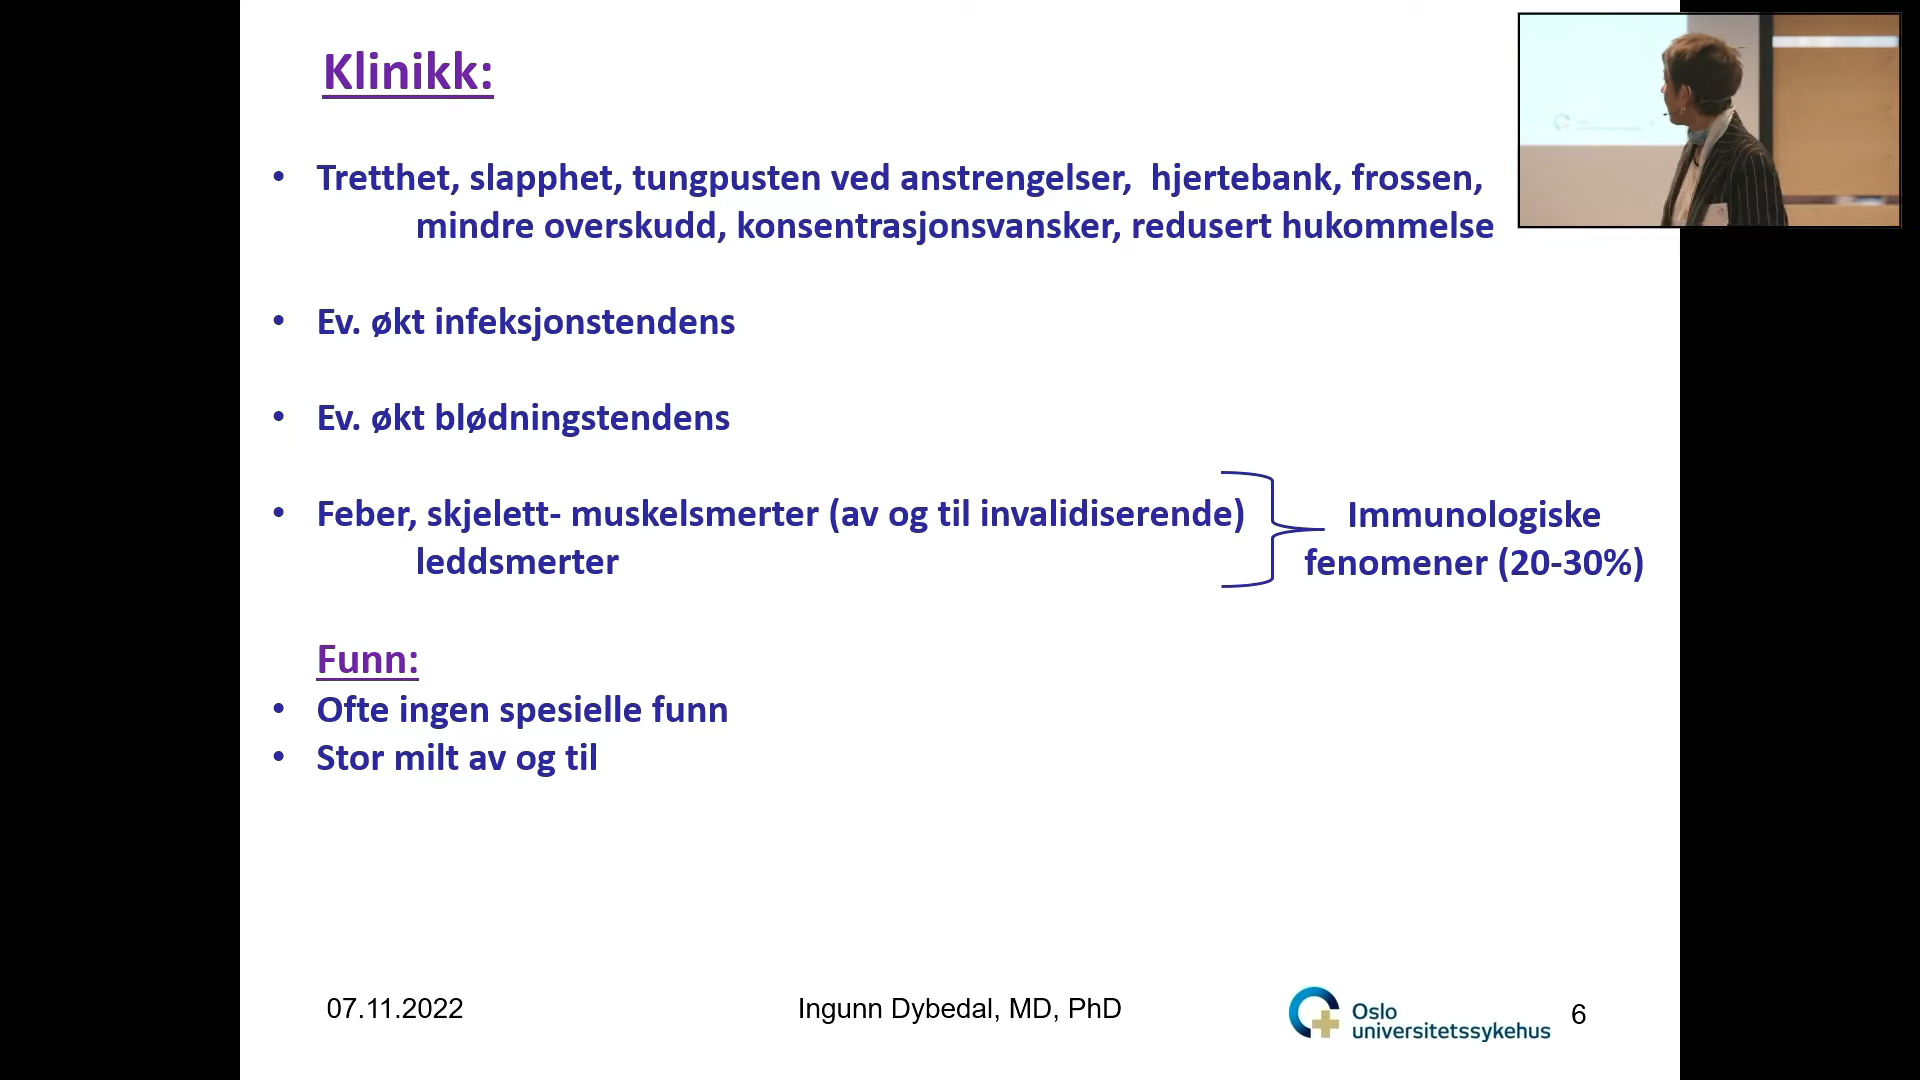 Klinikk:
• Tretthet, slapphet, tungpusten ved anstrengelser, hjertebank, frossen,
mindre overskudd, konsentrasjonsvansker, redusert hukommelse
• Ev. økt infeksjonstendens
• Ev. økt blødningstendens
• Feber, skjelett- muskelsmerter (av og til invalidiserende)
leddsmerter
Immunologiske
fenomener (20-30%)
Funn:
• Ofte ingen spesielle funn
• Stor milt av og til
07.11.2022
Ingunn Dybedal, MD, PhD
Oslo
universitetssykehus
6